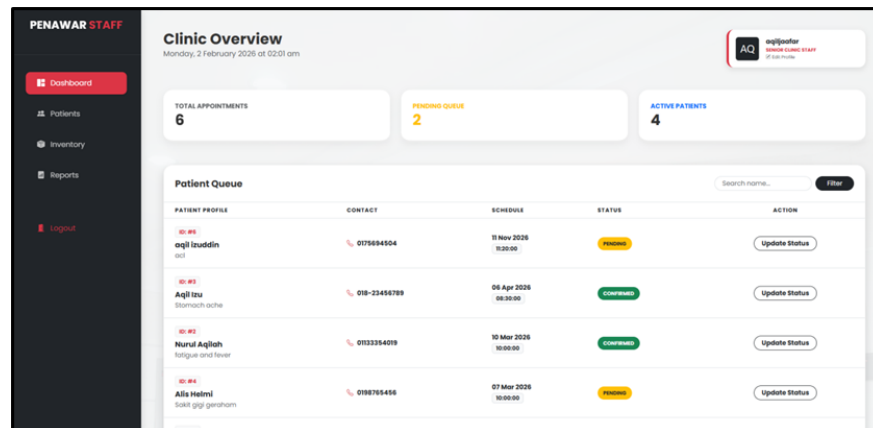 PENAWAR STAFF
Dashboard
Patients
Inventory
Reports
Logout
Clinic Overview
Monday, 2 February 2026 at 02:01 am
AQ
aqiljaafar
SENIOR CLINIC STAFF
Edit Profile
TOTAL APPOINTMENTS
6
PENDING QUEUE
2
ACTIVE PATIENTS
4
Patient Queue
Search name...
Filter
PATIENT PROFILE CONTACT SCHEDULE STATUS ACTION
aqil izuddin
acl
0175694504
11 Nov 2026
11:20:00
PENDING
Update Status
ID: #3
Aqil Izu
Stomach ache
018-23456789
06 Apr 2026
08:30:00
CONFIRMED
Update Status
ID: #2
Nurul Aqilah
fatigue and fever
01133354019
10 Mar 2026
10:00:00
CONFIRMED
Update Status
ID: #4
Alis Helmi
Sakit gigi geraham
0198765456
07 Mar 2026
10:00:00
PENDING
Update Status